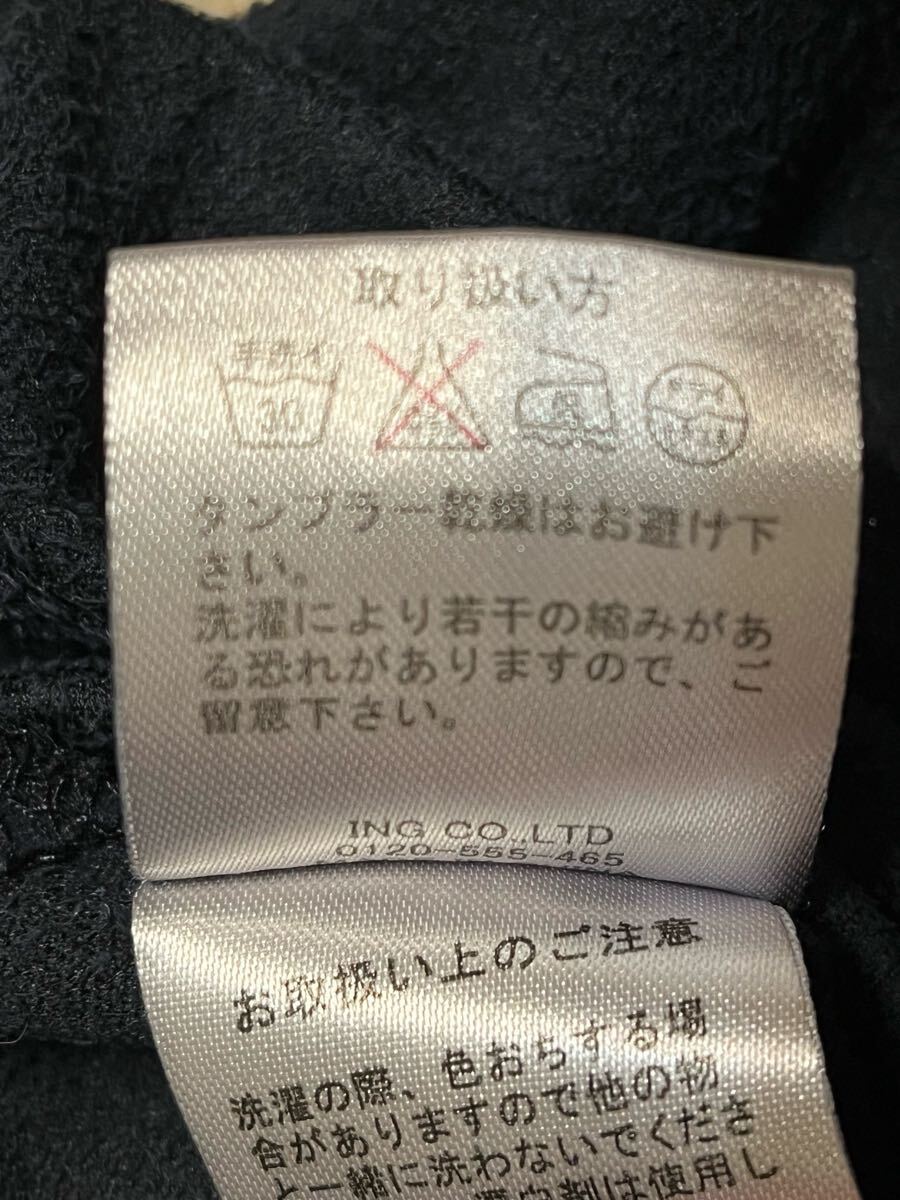 取り扱い方
手洗イ
30
タンブラー乾燥はお避け下
さい。
洗濯により若干の縮みがあ
る恐れがありますので、ご
留意下さい。
ING CO.,LTD
0120-555-465
お取扱い上のご注意
洗濯の際、色おちする場
合がありますので他の物
と一緒に洗わないでくださ
は使用し